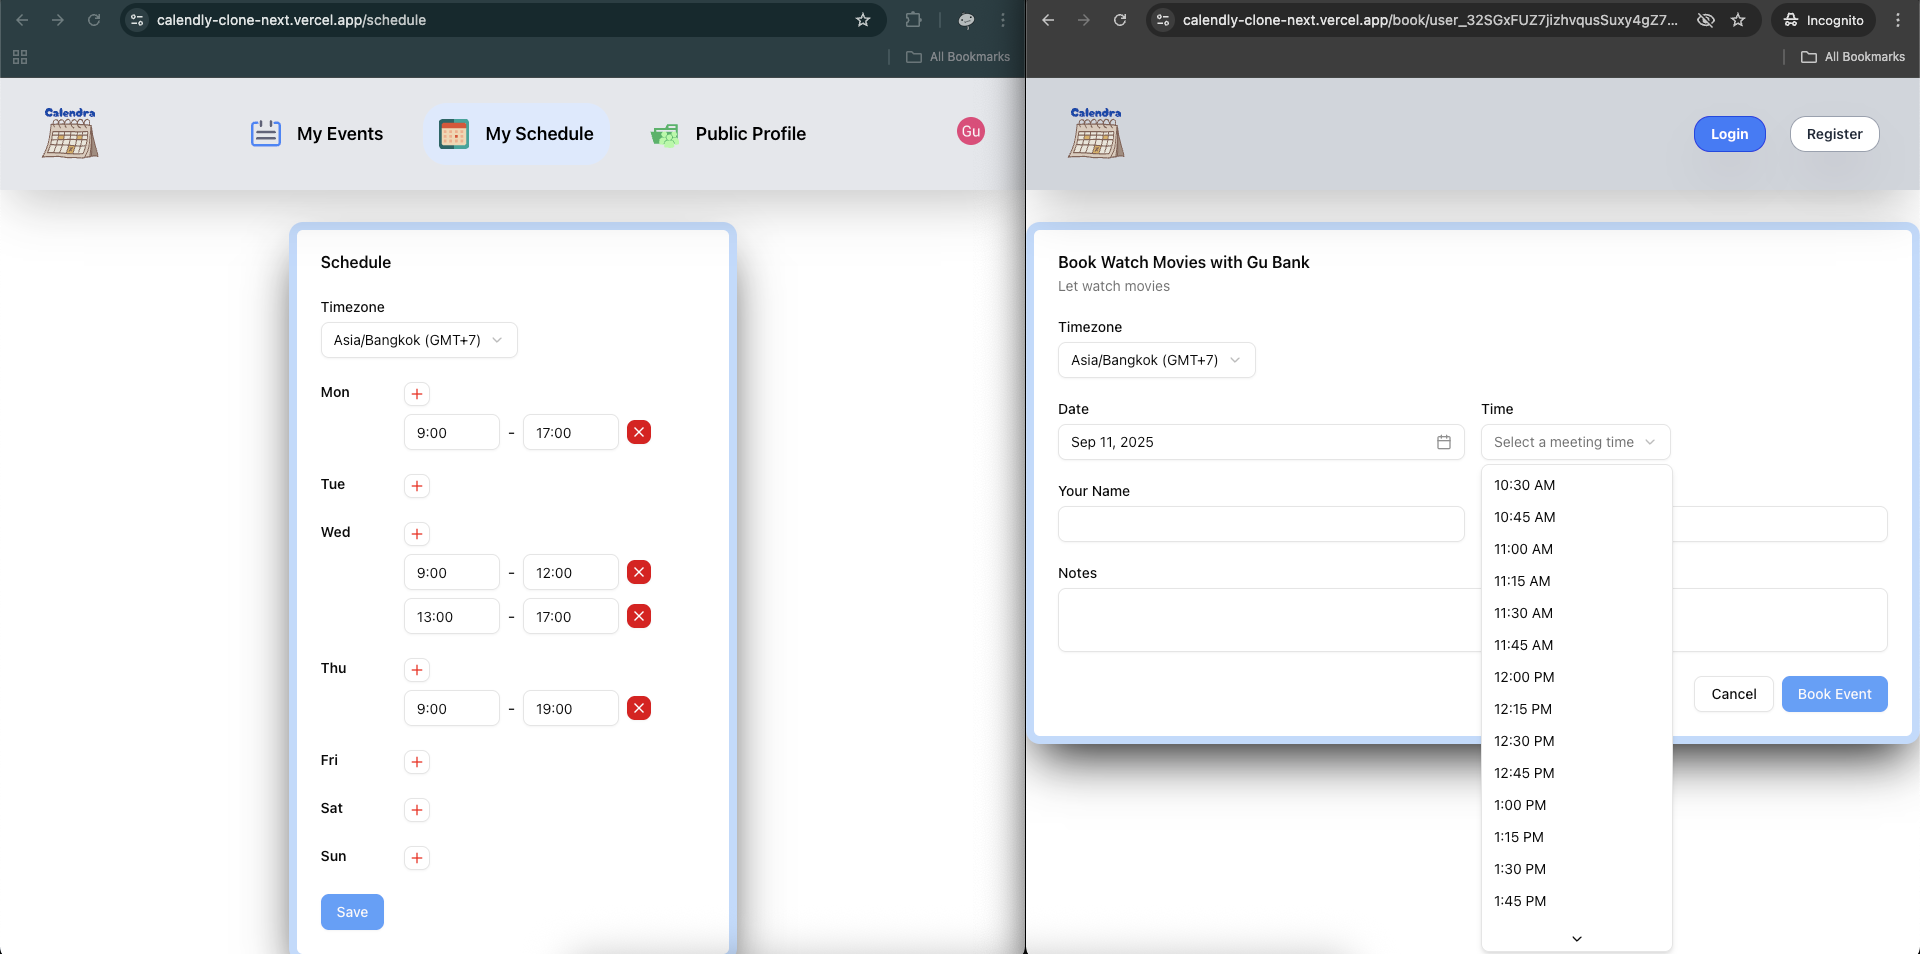 calendly-clone-next.vercel.app/schedule
All Bookmarks
Calendra
My Events
My Schedule
Public Profile
Gu
Schedule
Timezone
Asia/Bangkok (GMT+7)
Mon
9:00 - 17:00
Tue
Wed
9:00 - 12:00
13:00 - 17:00
Thu
9:00 - 19:00
Fri
Sat
Sun
Save
calendly-clone-next.vercel.app/book/user_32SGxFUZ7jizhvqusSuxy4gZ7...
Incognito
All Bookmarks
Calendra
Login
Register
Book Watch Movies with Gu Bank
Let watch movies
Timezone
Asia/Bangkok (GMT+7)
Date
Time
Sep 11, 2025
Select a meeting time
10:30 AM
10:45 AM
11:00 AM
11:15 AM
11:30 AM
11:45 AM
12:00 PM
12:15 PM
12:30 PM
12:45 PM
1:00 PM
1:15 PM
1:30 PM
1:45 PM
Your Name
Notes
Cancel
Book Event